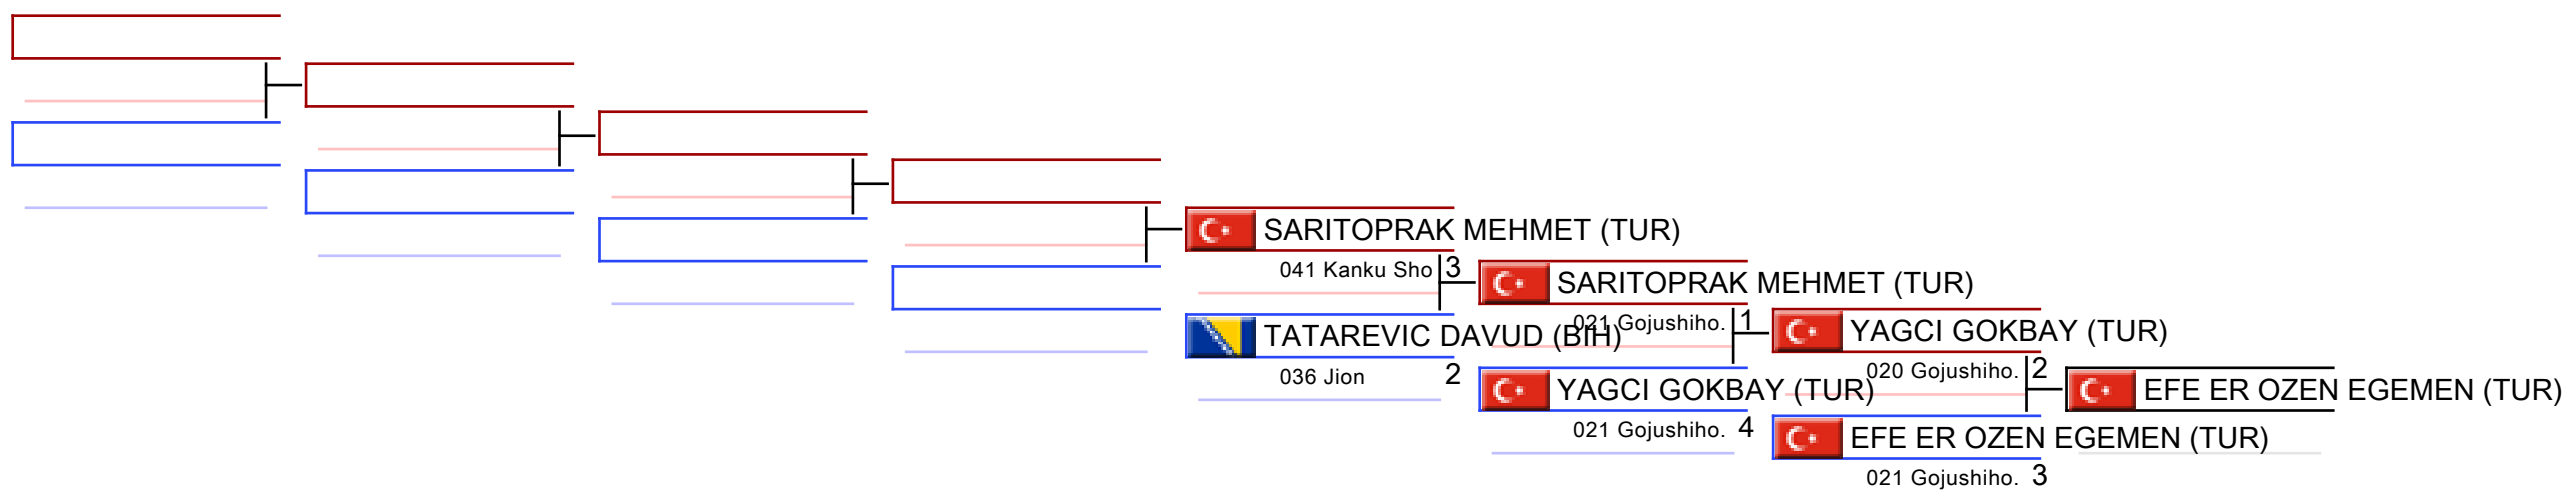 SARITOPRAK MEHMET (TUR)
041 Kanku Sho 3
TATAREVIC DAVUD (BIH)
036 Jion 2
SARITOPRAK MEHMET (TUR)
021 Gojushiho. 1
YAGCI GOKBAY (TUR)
021 Gojushiho. 4
YAGCI GOKBAY (TUR)
020 Gojushiho. 2
EFE ER OZEN EGEMEN (TUR)
021 Gojushiho. 3
EFE ER OZEN EGEMEN (TUR)